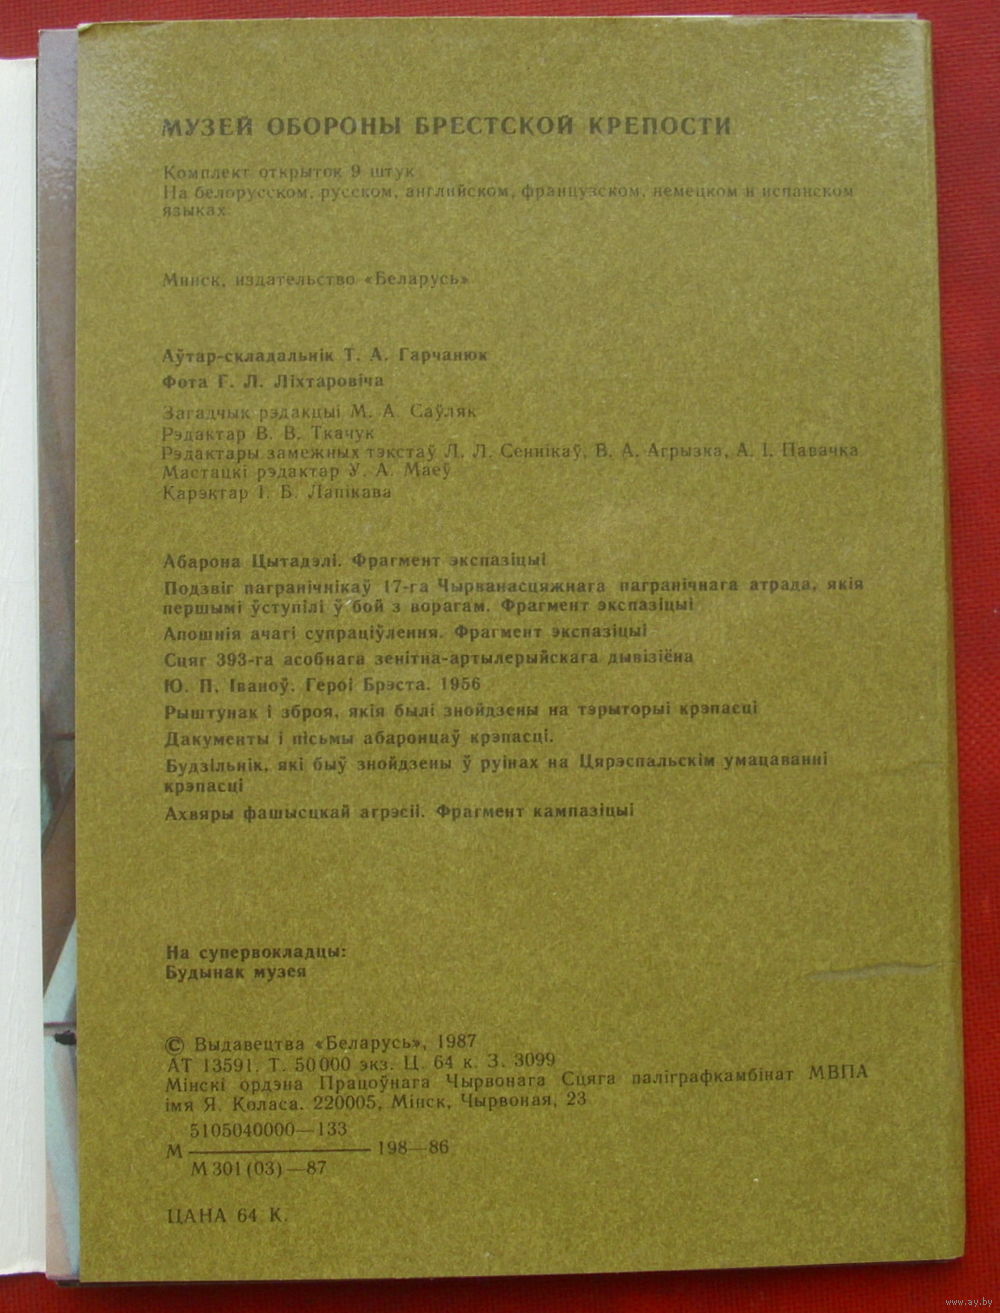 МУЗЕЙ ОБОРОНЫ БРЕСТСКОЙ КРЕПОСТИ
Комплект открыток 9 штук
На белорусском, русском, английском, французском, немецком и испанском
языках
Минск, издательство «Беларусь»
Аўтар-складальнік Т. А. Гарчанюк
Фота Г. Л. Ліхтаровіча
Загадчык рэдакцыі М. А. Саўляк
Рэдактар В. В. Ткачук
Рэдактары замежных тэкстаў Л. Л. Сеннікаў, В. А. Агрызка, А. І. Павачка
Мастацкі рэдактар У. А. Маеў
Карэктар І. Б. Лапікава
Абарона Цытадэлі. Фрагмент экспазіцыі
Подзвіг пагранічнікаў 17-га Чырванасцяжнага пагранічнага атрада, якія
першымі ўступілі ў бой з ворагам. Фрагмент экспазіцыі
Апошнія ачагі супраціўлення. Фрагмент экспазіцыі
Сцяг 393-га асобнага зенітна-артылерыйскага дывізіёна
Ю. П. Іваноў. Героі Брэста. 1956
Рыштунак і зброя, якія былі знойдзены на тэрыторыі крэпасці
Дакументы і пісьмы абаронцаў крэпасці.
Будзільнік, які быў знойдзены ў руінах на Цярэспальскім умацаванні
крэпасці
Ахвяры фашысцкай агрэсіі. Фрагмент кампазіцыі
На супервокладцы:
Будынак музея
© Выдавецтва «Беларусь», 1987
АТ 13591. Т. 50 000 экз. Ц. 64 к. З. 3099
Мінскі ордэна Працоўнага Чырвонага Сцяга паліграфкамбінат МВПА
імя Я. Коласа. 220005, Мінск, Чырвоная, 23
5105040000—133
М ———— 198—86
М 301 (03)—87
ЦАНА 64 К.
www.ay.by